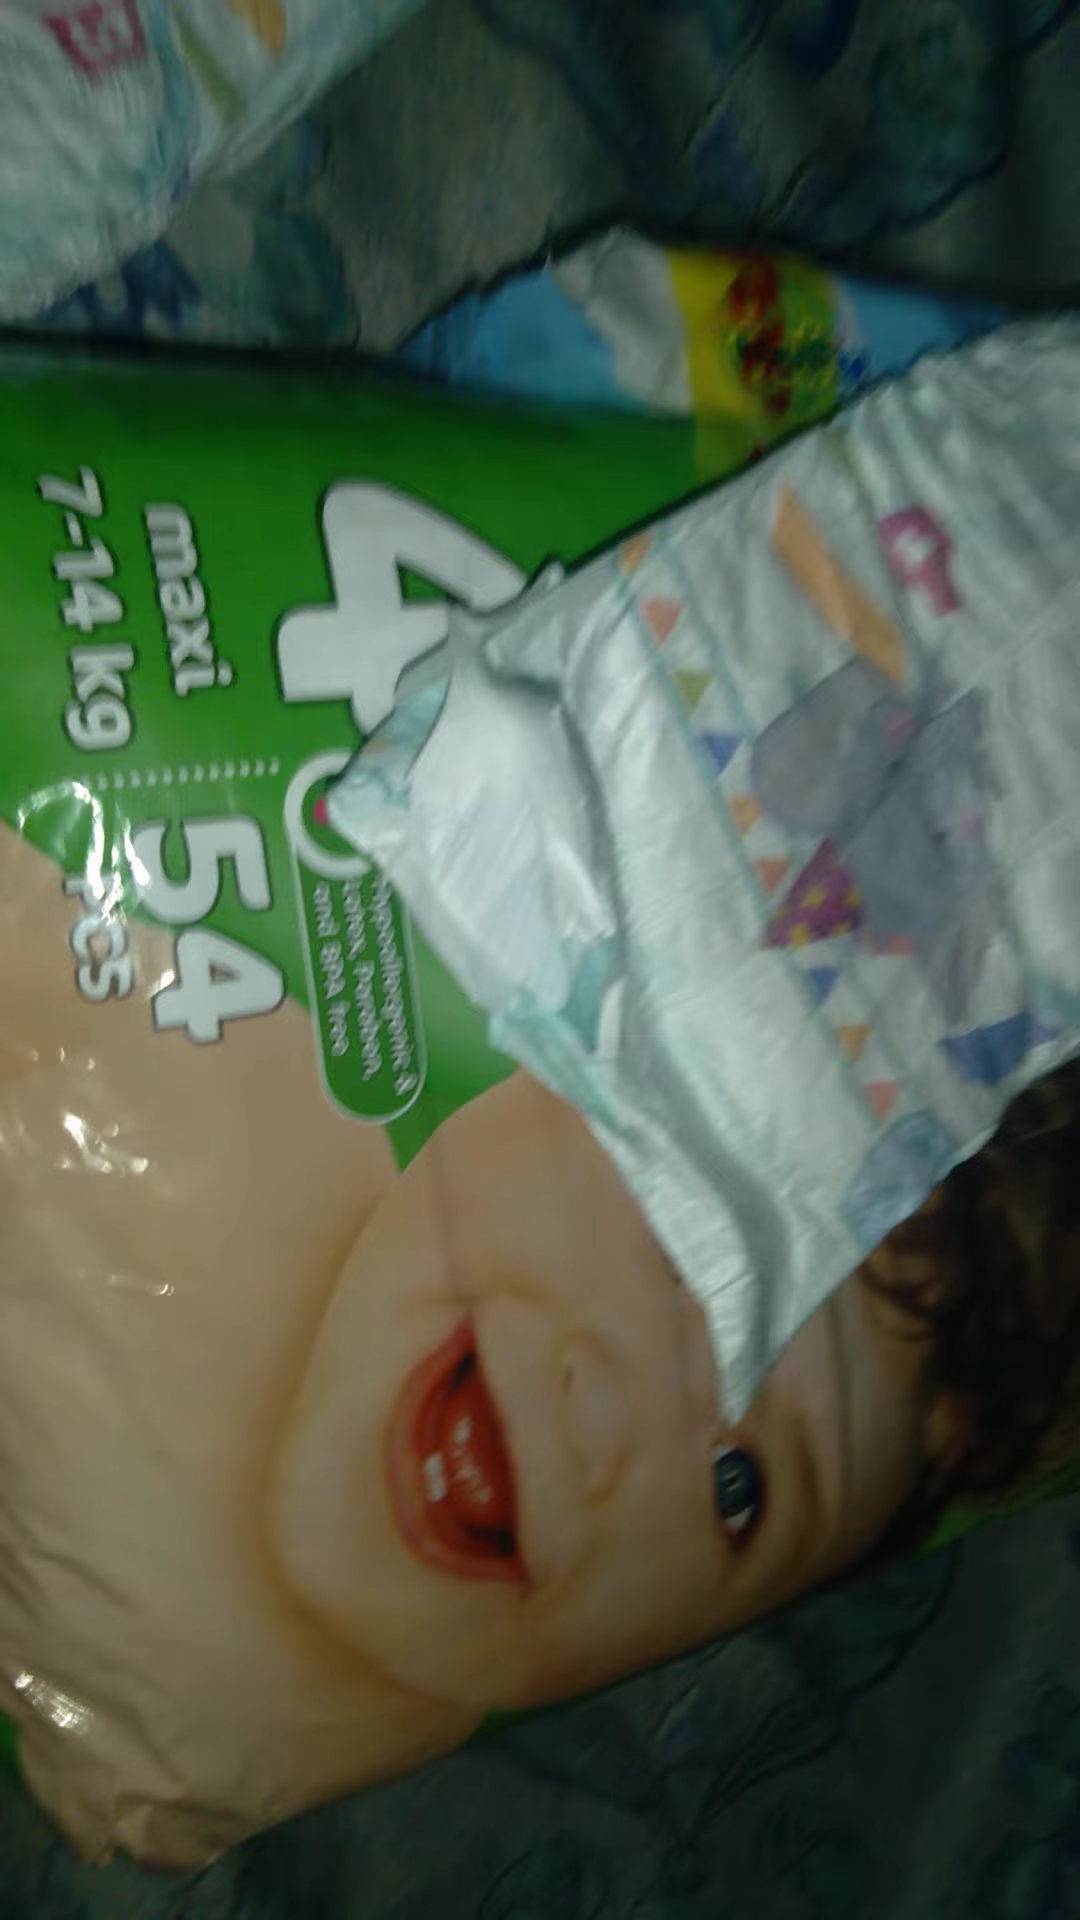 4
maxi
7-14 kg
54
pcs
Hypoallergenic &
latex, paraben,
and BPA free